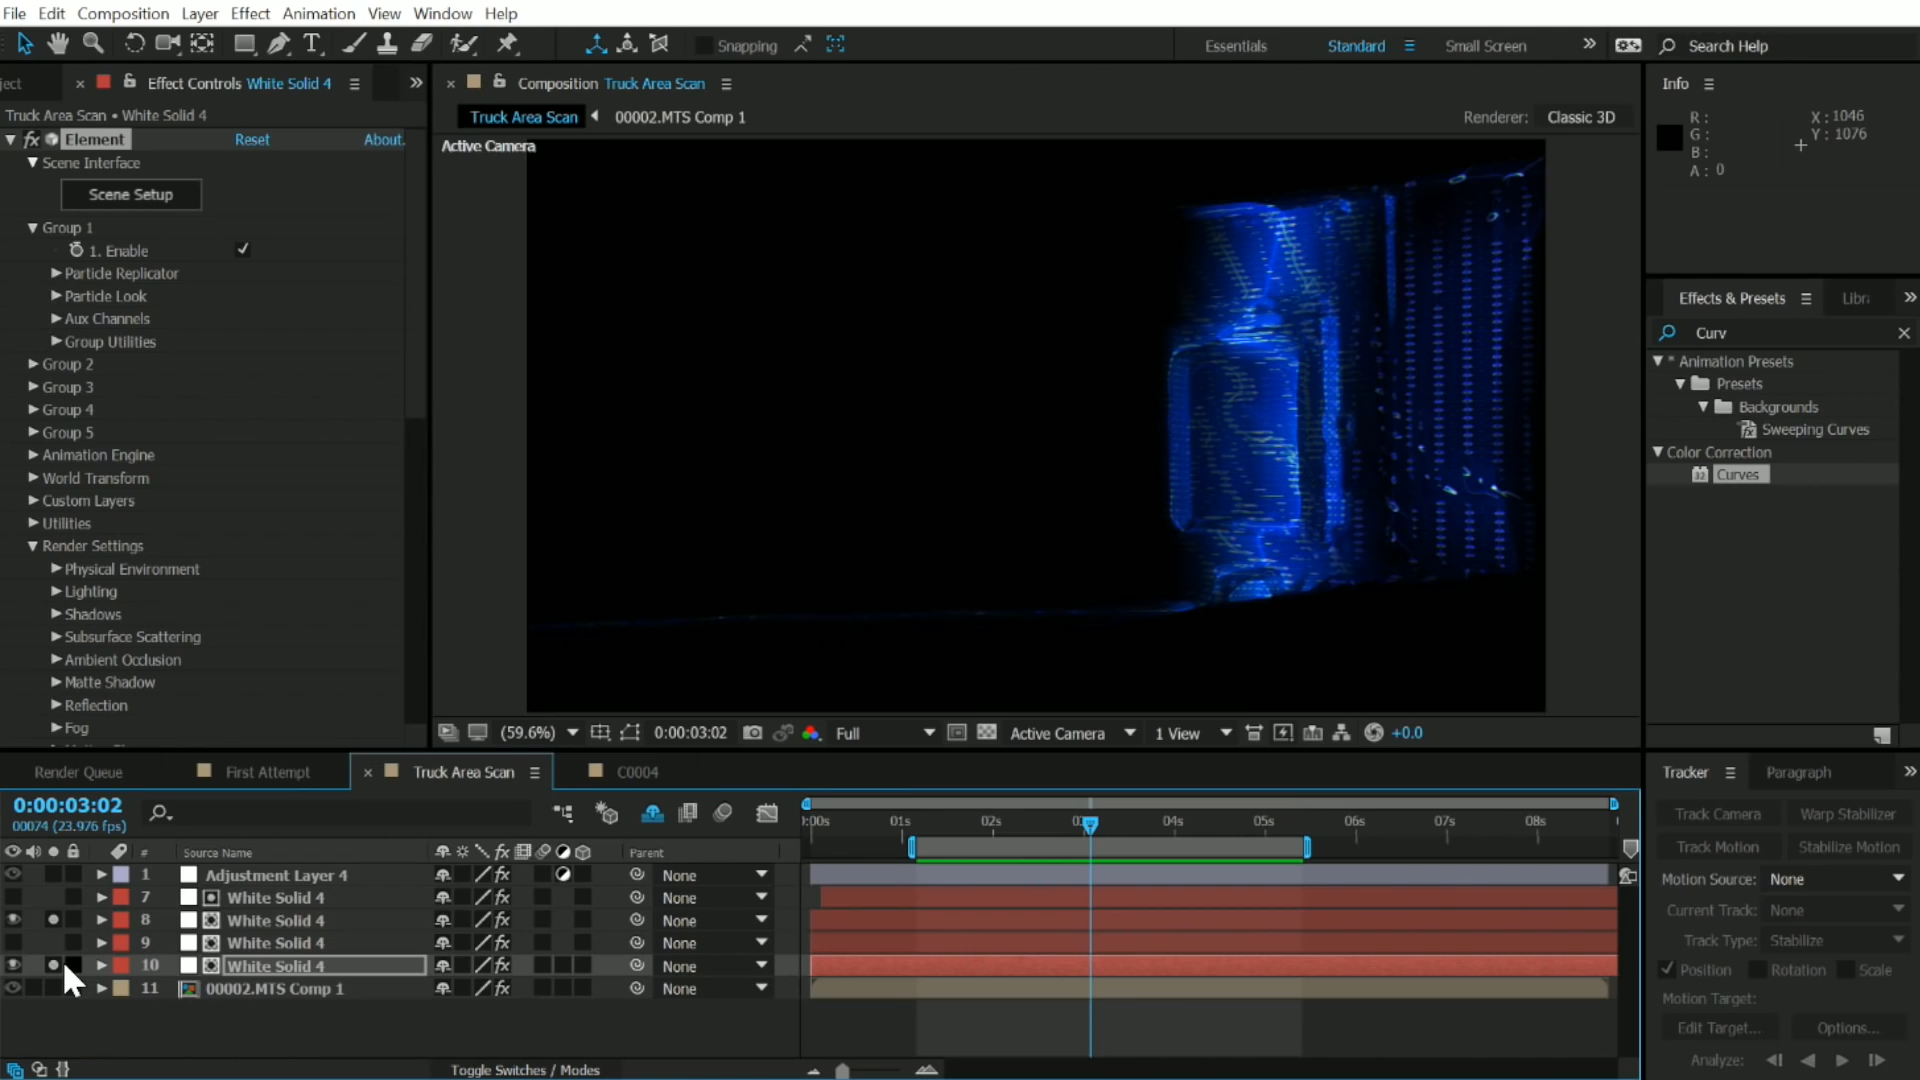 File Edit Composition Layer Effect Animation View Window Help
Snapping Essentials Standard Small Screen Search Help
ject Effect Controls White Solid 4
Truck Area Scan • White Solid 4
Element Reset About.
Scene Interface
Scene Setup
Group 1
1. Enable
Particle Replicator
Particle Look
Aux Channels
Group Utilities
Group 2
Group 3
Group 4
Group 5
Animation Engine
World Transform
Custom Layers
Utilities
Render Settings
Physical Environment
Lighting
Shadows
Subsurface Scattering
Ambient Occlusion
Matte Shadow
Reflection
Fog
Composition Truck Area Scan
Truck Area Scan 00002.MTS Comp 1 Renderer: Classic 3D
Active Camera
(59.6%) 0:00:03:02 Full Active Camera 1 View +0.0
Info
R: X: 1046
G: Y: 1076
B:
A: 0
Effects & Presets Libr
Curv
* Animation Presets
Presets
Backgrounds
Sweeping Curves
Color Correction
32 Curves
Render Queue First Attempt Truck Area Scan C0004
0:00:03:02
00074 (23.976 fps)
):00s 01s 02s 04s 05s 06s 07s 08s
# Source Name Parent
1 Adjustment Layer 4 None
7 White Solid 4 None
8 White Solid 4 None
9 White Solid 4 None
10 White Solid 4 None
11 00002.MTS Comp 1 None
Toggle Switches / Modes
Tracker Paragraph
Track Camera Warp Stabilizer
Track Motion Stabilize Motion
Motion Source: None
Current Track: None
Track Type: Stabilize
Position Rotation Scale
Motion Target:
Edit Target... Options...
Analyze: